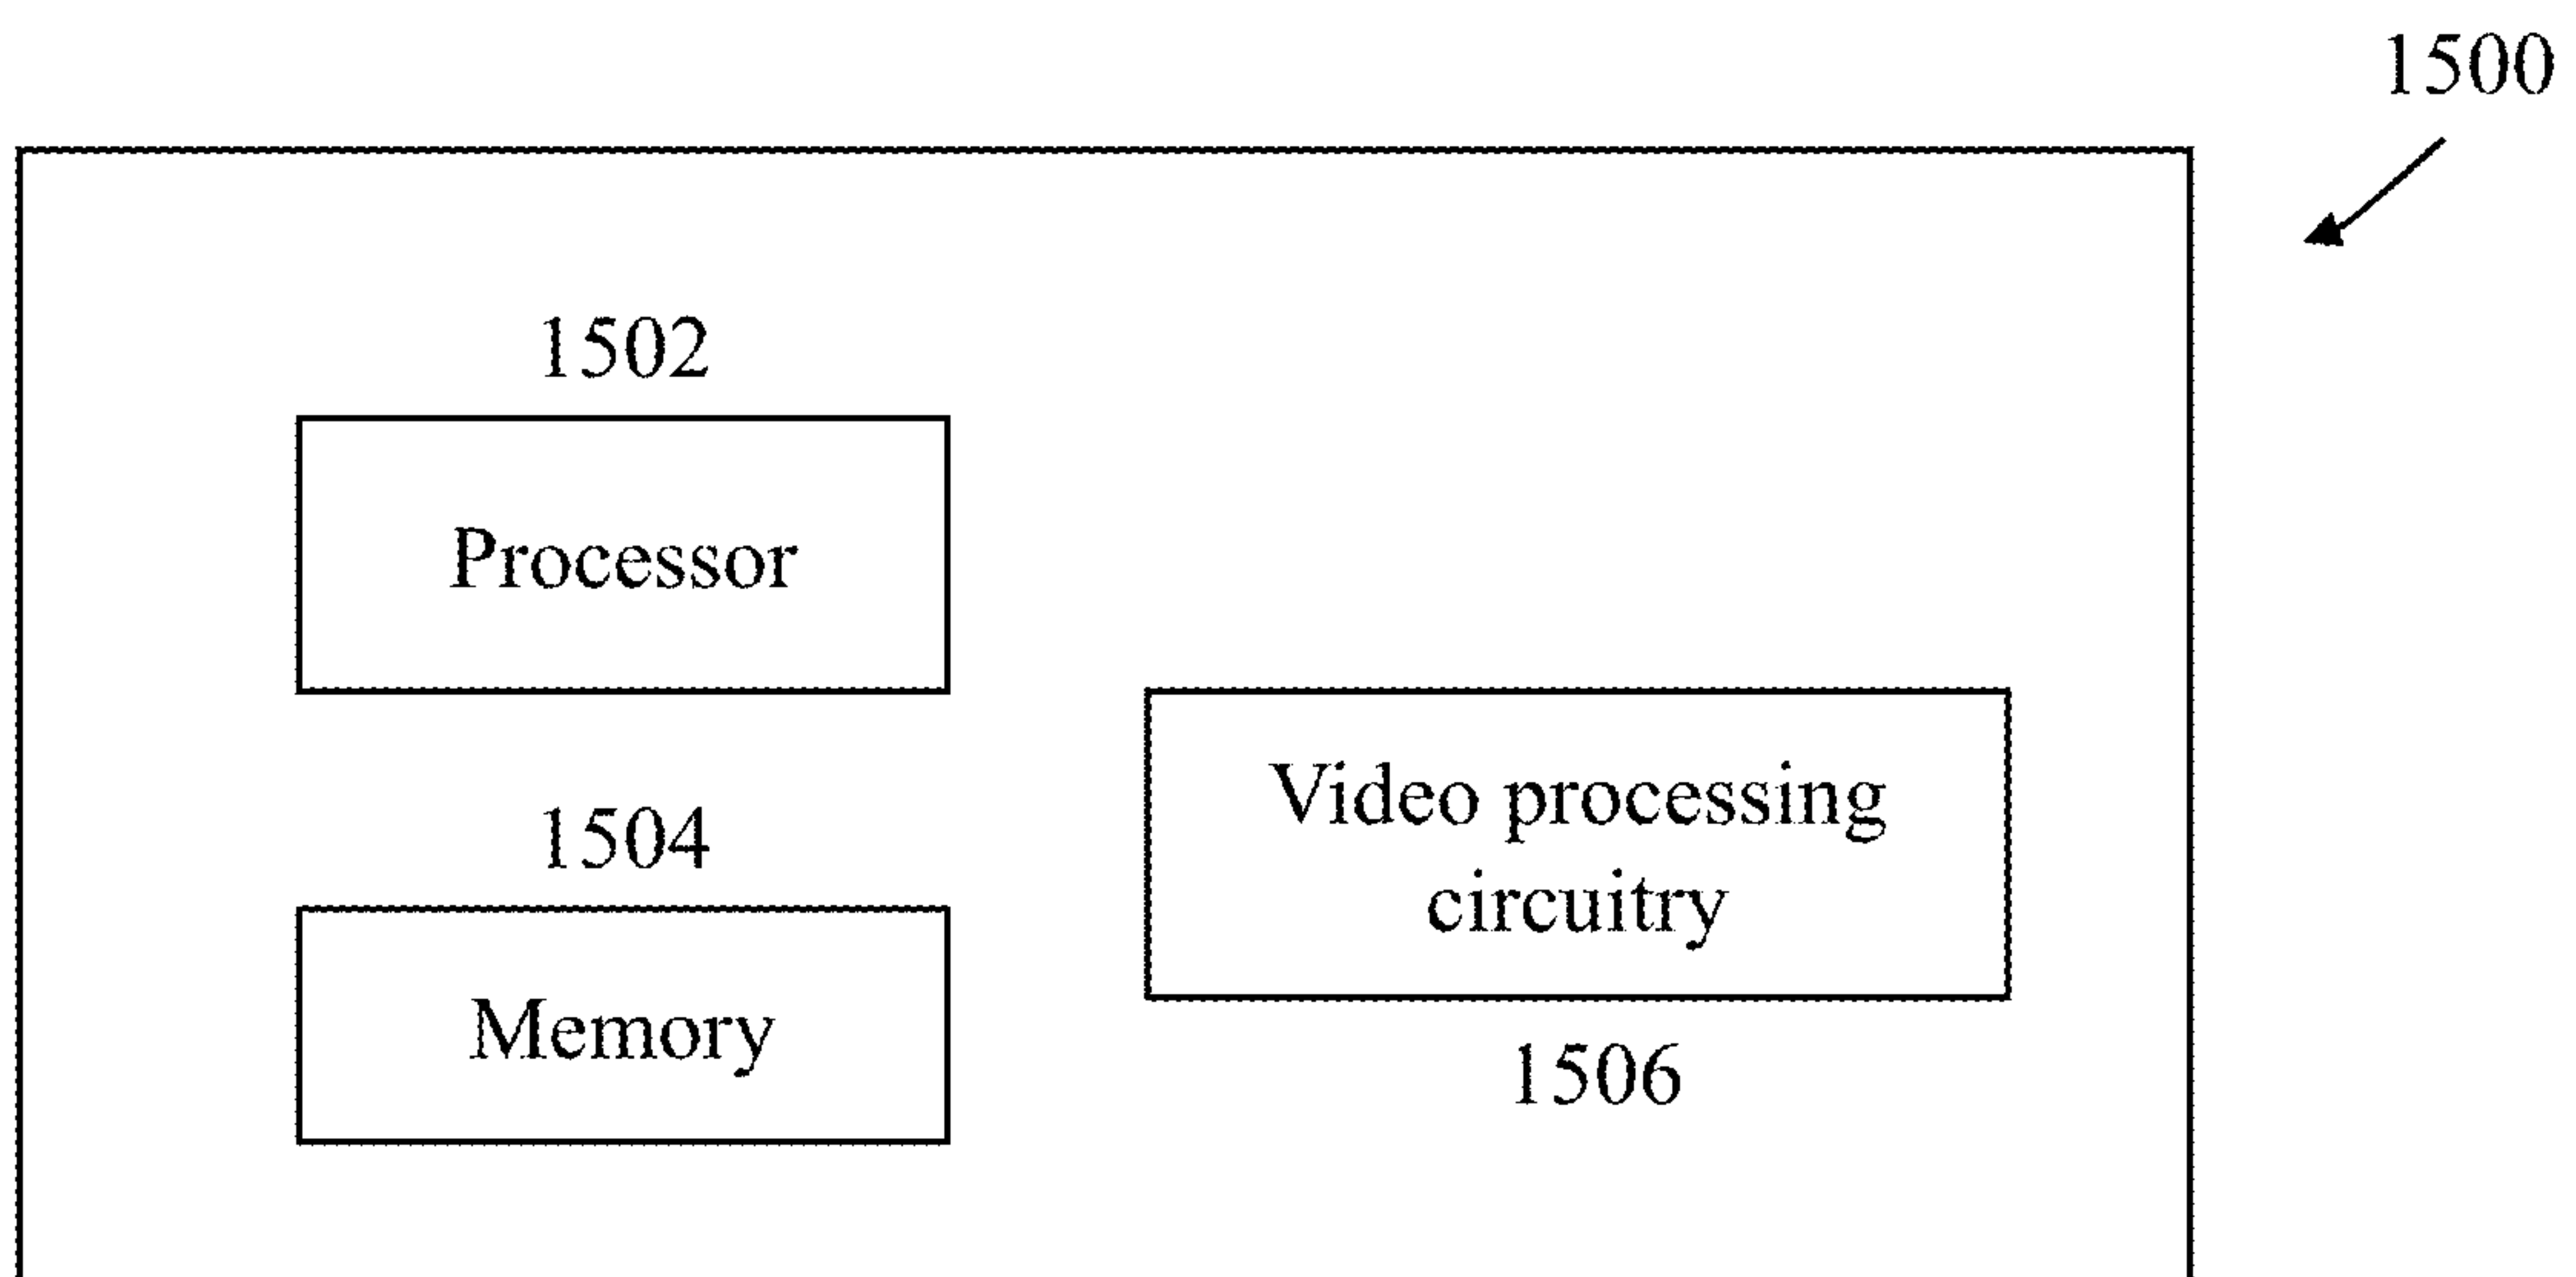 1500
1502
Processor
1504
Memory
Video processing
circuitry
1506